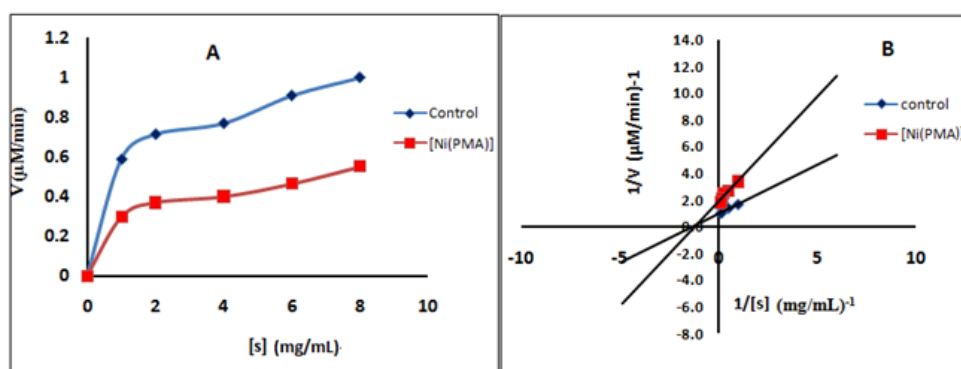 A
V(µM/min)
1.2
1
0.8
0.6
0.4
0.2
0
0 2 4 6 8 10
[s] (mg/mL).
Control
[Ni(PMA)]
B
1/V (µM/min)-1
14.0
12.0
10.0
8.0
6.0
4.0
2.0
0.0
-2.0
-4.0
-6.0
-8.0
-10 -5 0 5 10
1/[s] (mg/mL)-1
control
[Ni(PMA)]